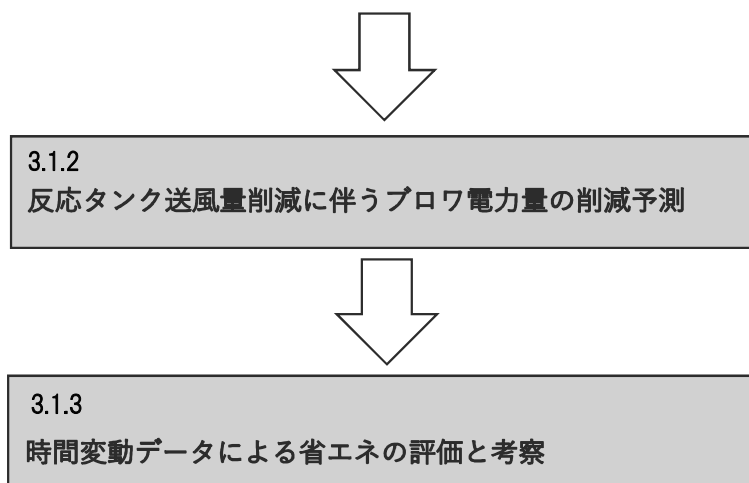 3.1.2
反応タンク送風量削減に伴うブロワ電力量の削減予測
3.1.3
時間変動データによる省エネの評価と考察